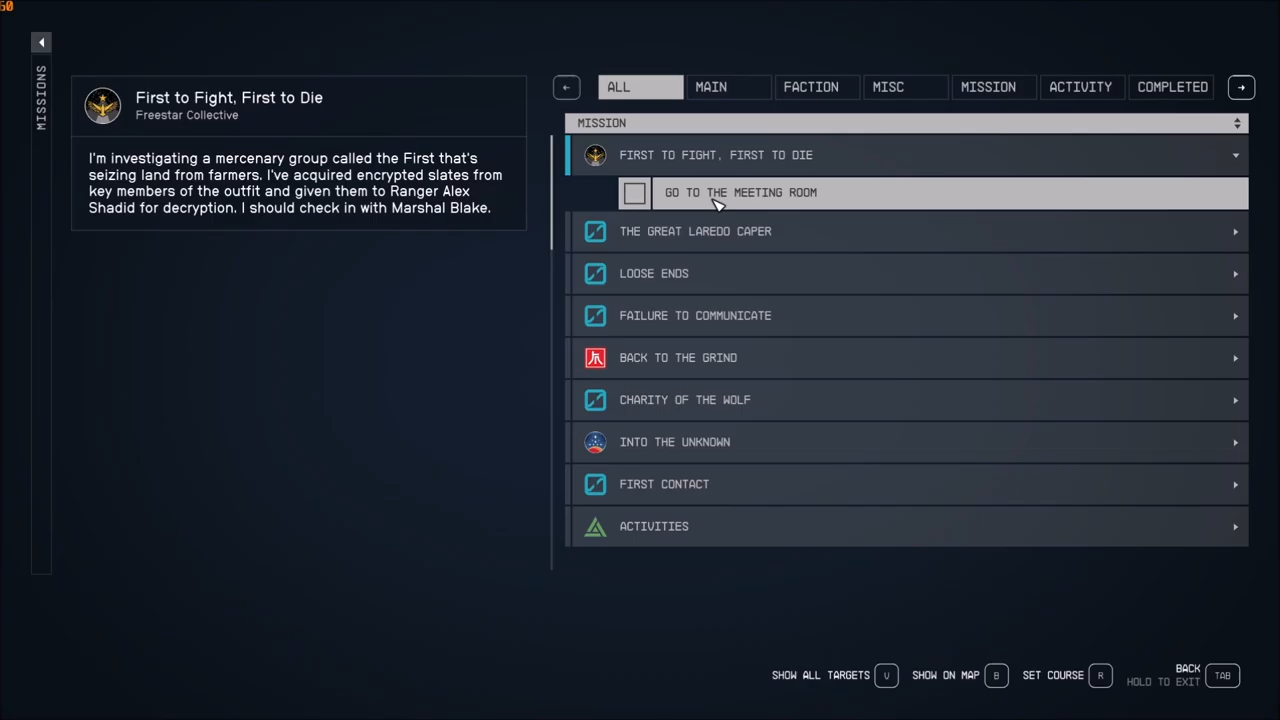 60
MISSIONS
First to Fight, First to Die
Freestar Collective
I'm investigating a mercenary group called the First that's
seizing land from farmers. I've acquired encrypted slates from
key members of the outfit and given them to Ranger Alex
Shadid for decryption. I should check in with Marshal Blake.
ALL MAIN FACTION MISC MISSION ACTIVITY COMPLETED
MISSION
FIRST TO FIGHT, FIRST TO DIE
GO TO THE MEETING ROOM
THE GREAT LAREDO CAPER
LOOSE ENDS
FAILURE TO COMMUNICATE
BACK TO THE GRIND
CHARITY OF THE WOLF
INTO THE UNKNOWN
FIRST CONTACT
ACTIVITIES
SHOW ALL TARGETS V SHOW ON MAP B SET COURSE R BACK TAB
HOLD TO EXIT